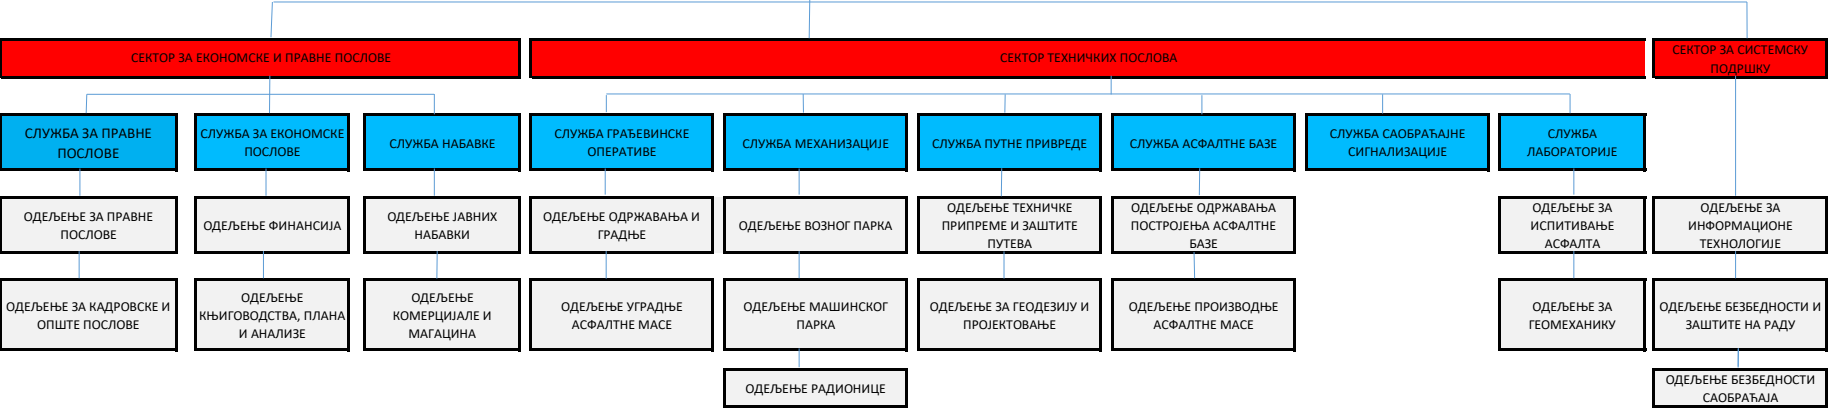 СЕКТОР ЗА ЕКОНОМСКЕ И ПРАВНЕ ПОСЛОВЕ
СЕКТОР ТЕХНИЧКИХ ПОСЛОВА
СЕКТОР ЗА СИСТЕМСКУ
ПОДРШКУ
СЛУЖБА ЗА ПРАВНЕ
ПОСЛОВЕ
СЛУЖБА ЗА ЕКОНОМСКЕ
ПОСЛОВЕ
СЛУЖБА НАБАВКЕ
СЛУЖБА ГРАЂЕВИНСКЕ
ОПЕРАТИВЕ
СЛУЖБА МЕХАНИЗАЦИЈЕ
СЛУЖБА ПУТНЕ ПРИВРЕДЕ
СЛУЖБА АСФАЛТНЕ БАЗЕ
СЛУЖБА САОБРАЋАЈНЕ
СИГНАЛИЗАЦИЈЕ
СЛУЖБА
ЛАБОРАТОРИЈЕ
ОДЕЉЕЊЕ ЗА ПРАВНЕ
ПОСЛОВЕ
ОДЕЉЕЊЕ ФИНАНСИЈА
ОДЕЉЕЊЕ ЈАВНИХ
НАБАВКИ
ОДЕЉЕЊЕ ОДРЖАВАЊА И
ГРАДЊЕ
ОДЕЉЕЊЕ ВОЗНОГ ПАРКА
ОДЕЉЕЊЕ ТЕХНИЧКЕ
ПРИПРЕМЕ И ЗАШТИТЕ
ПУТЕВА
ОДЕЉЕЊЕ ОДРЖАВАЊА
ПОСТРОЈЕЊА АСФАЛТНЕ
БАЗЕ
ОДЕЉЕЊЕ ЗА
ИСПИТИВАЊЕ
АСФАЛТА
ОДЕЉЕЊЕ ЗА
ИНФОРМАЦИОНЕ
ТЕХНОЛОГИЈЕ
ОДЕЉЕЊЕ ЗА КАДРОВСКЕ И
ОПШТЕ ПОСЛОВЕ
ОДЕЉЕЊЕ
КЊИГОВОДСТВА, ПЛАНА
И АНАЛИЗЕ
ОДЕЉЕЊЕ
КОМЕРЦИЈАЛЕ И
МАГАЦИНА
ОДЕЉЕЊЕ УГРАДЊЕ
АСФАЛТНЕ МАСЕ
ОДЕЉЕЊЕ МАШИНСКОГ
ПАРКА
ОДЕЉЕЊЕ ЗА ГЕОДЕЗИЈУ И
ПРОЈЕКТОВАЊЕ
ОДЕЉЕЊЕ ПРОИЗВОДЊЕ
АСФАЛТНЕ МАСЕ
ОДЕЉЕЊЕ ЗА
ГЕОМЕХАНИКУ
ОДЕЉЕЊЕ БЕЗБЕДНОСТИ И
ЗАШТИТЕ НА РАДУ
ОДЕЉЕЊЕ РАДИОНИЦЕ
ОДЕЉЕЊЕ БЕЗБЕДНОСТИ
САОБРАЋАЈА